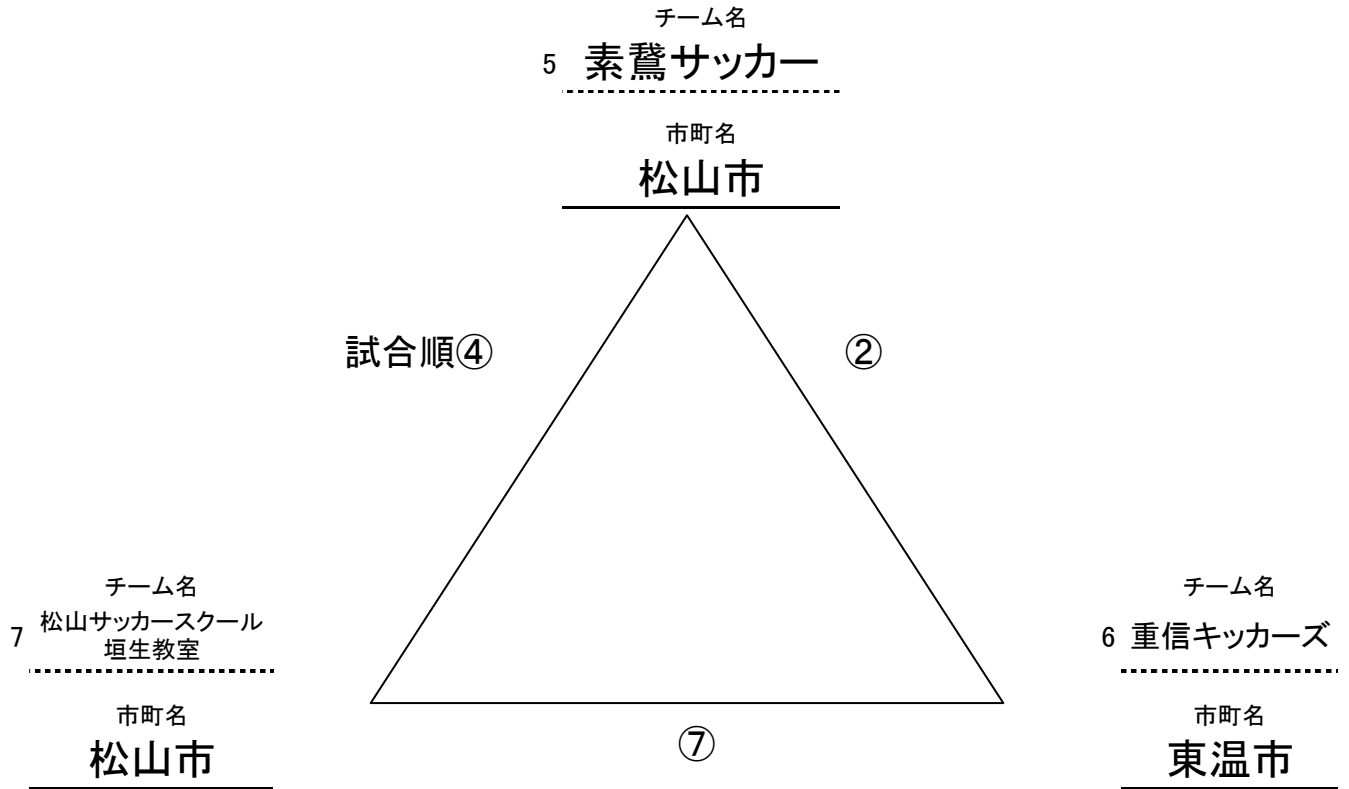 チーム名
5 素鵞サッカー
市町名
松山市
試合順④
②
チーム名
7 松山サッカースクール
垣生教室
市町名
松山市
⑦
チーム名
6 重信キッカーズ
市町名
東温市